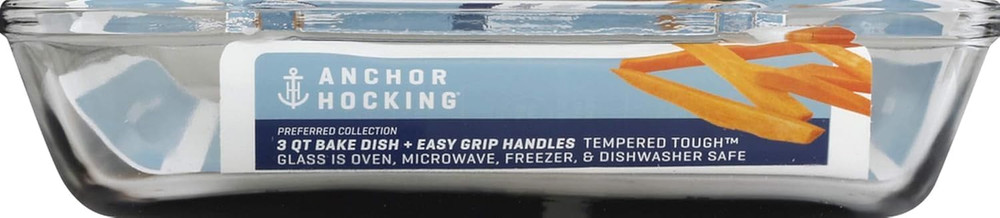 ANCHOR
HOCKING
PREFERRED COLLECTION
3 QT BAKE DISH + EASY GRIP HANDLES TEMPERED TOUGH™
GLASS IS OVEN, MICROWAVE, FREEZER, & DISHWASHER SAFE